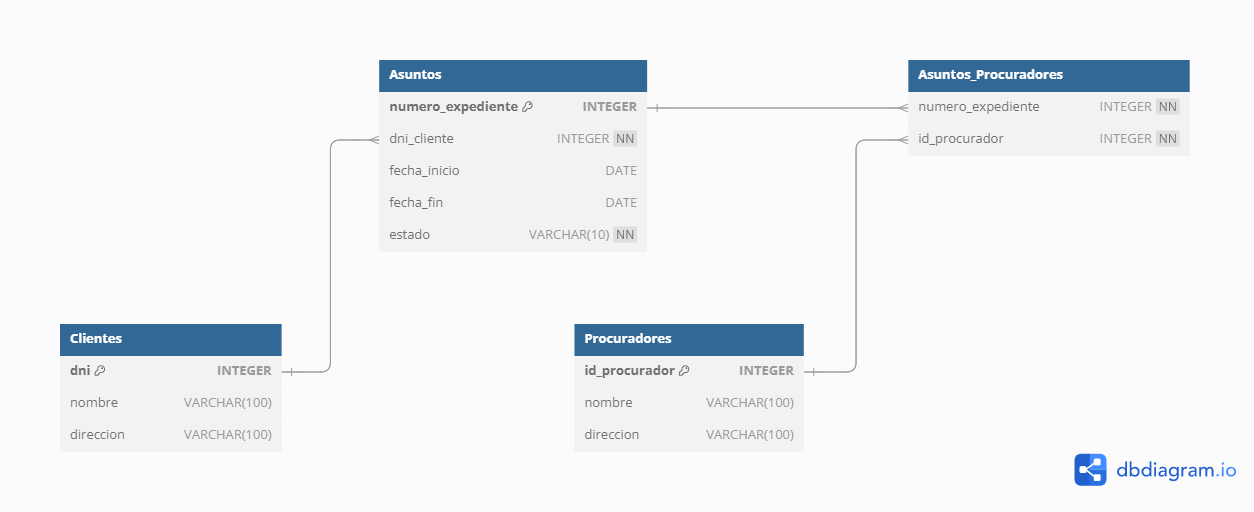 Asuntos
numero_expediente INTEGER
dni_cliente INTEGER NN
fecha_inicio DATE
fecha_fin DATE
estado VARCHAR(10) NN
Asuntos_Procuradores
numero_expediente INTEGER NN
id_procurador INTEGER NN
Clientes
dni INTEGER
nombre VARCHAR(100)
direccion VARCHAR(100)
Procuradores
id_procurador INTEGER
nombre VARCHAR(100)
direccion VARCHAR(100)
dbdiagram.io